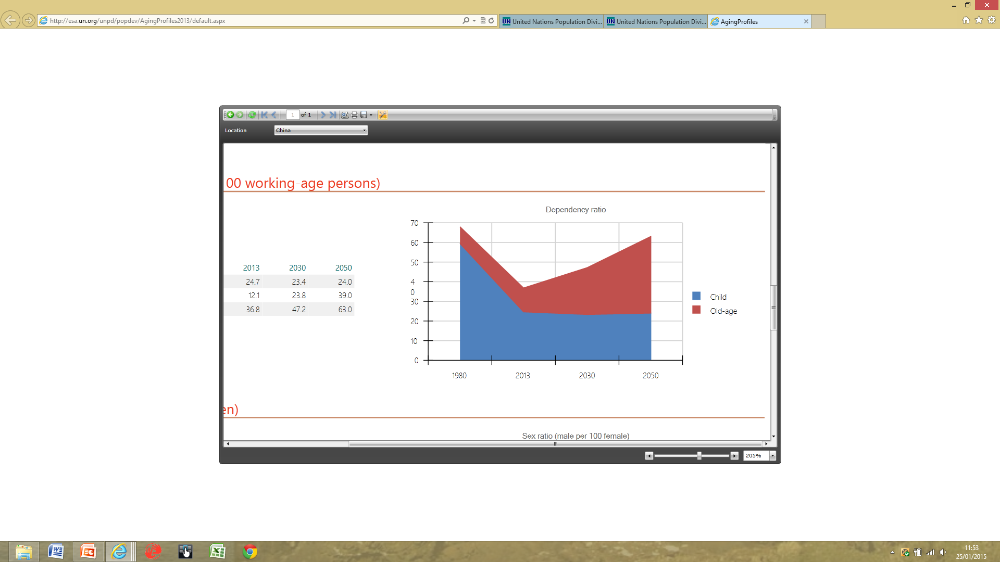 http://esa.un.org/unpd/popdev/AgingProfiles2013/default.aspx
UN United Nations Population Divi...
UN United Nations Population Divi...
AgingProfiles
1 of 1
Location China
00 working-age persons)
2013 2030 2050
24.7 23.4 24.0
12.1 23.8 39.0
36.8 47.2 63.0
Dependency ratio
70
60
50
4
0
30
20
10
0
1980 2013 2030 2050
Child
Old-age
en)
Sex ratio (male per 100 female)
205%
11:53
25/01/2015